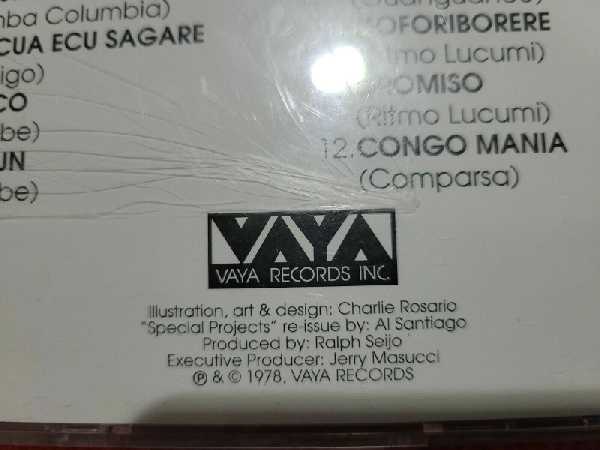 mba Columbia)
CUA ECU SAGARE
igo)
CO
be)
UN
be)
OFORIBORERE
(Ritmo Lucumi)
ROMISO
(Ritmo Lucumi)
12. CONGO MANIA
(Comparsa)
VAYA
VAYA RECORDS INC.
Illustration, art & design: Charlie Rosario
"Special Projects" re-issue by: Al Santiago
Produced by: Ralph Seijo
Executive Producer: Jerry Masucci
℗ & © 1978, VAYA RECORDS